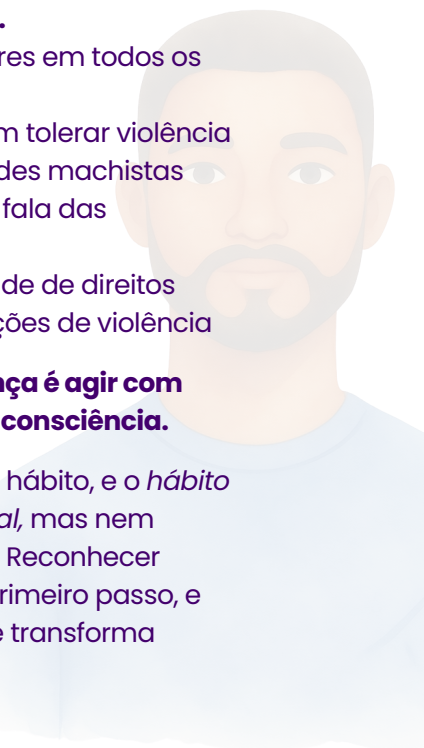 .
res em todos os
m tolerar violência
des machistas
fala das
de de direitos
ções de violência
nça é agir com
consciência.
hábito, e o hábito
al, mas nem
Reconhecer
rimeiro passo, e
e transforma